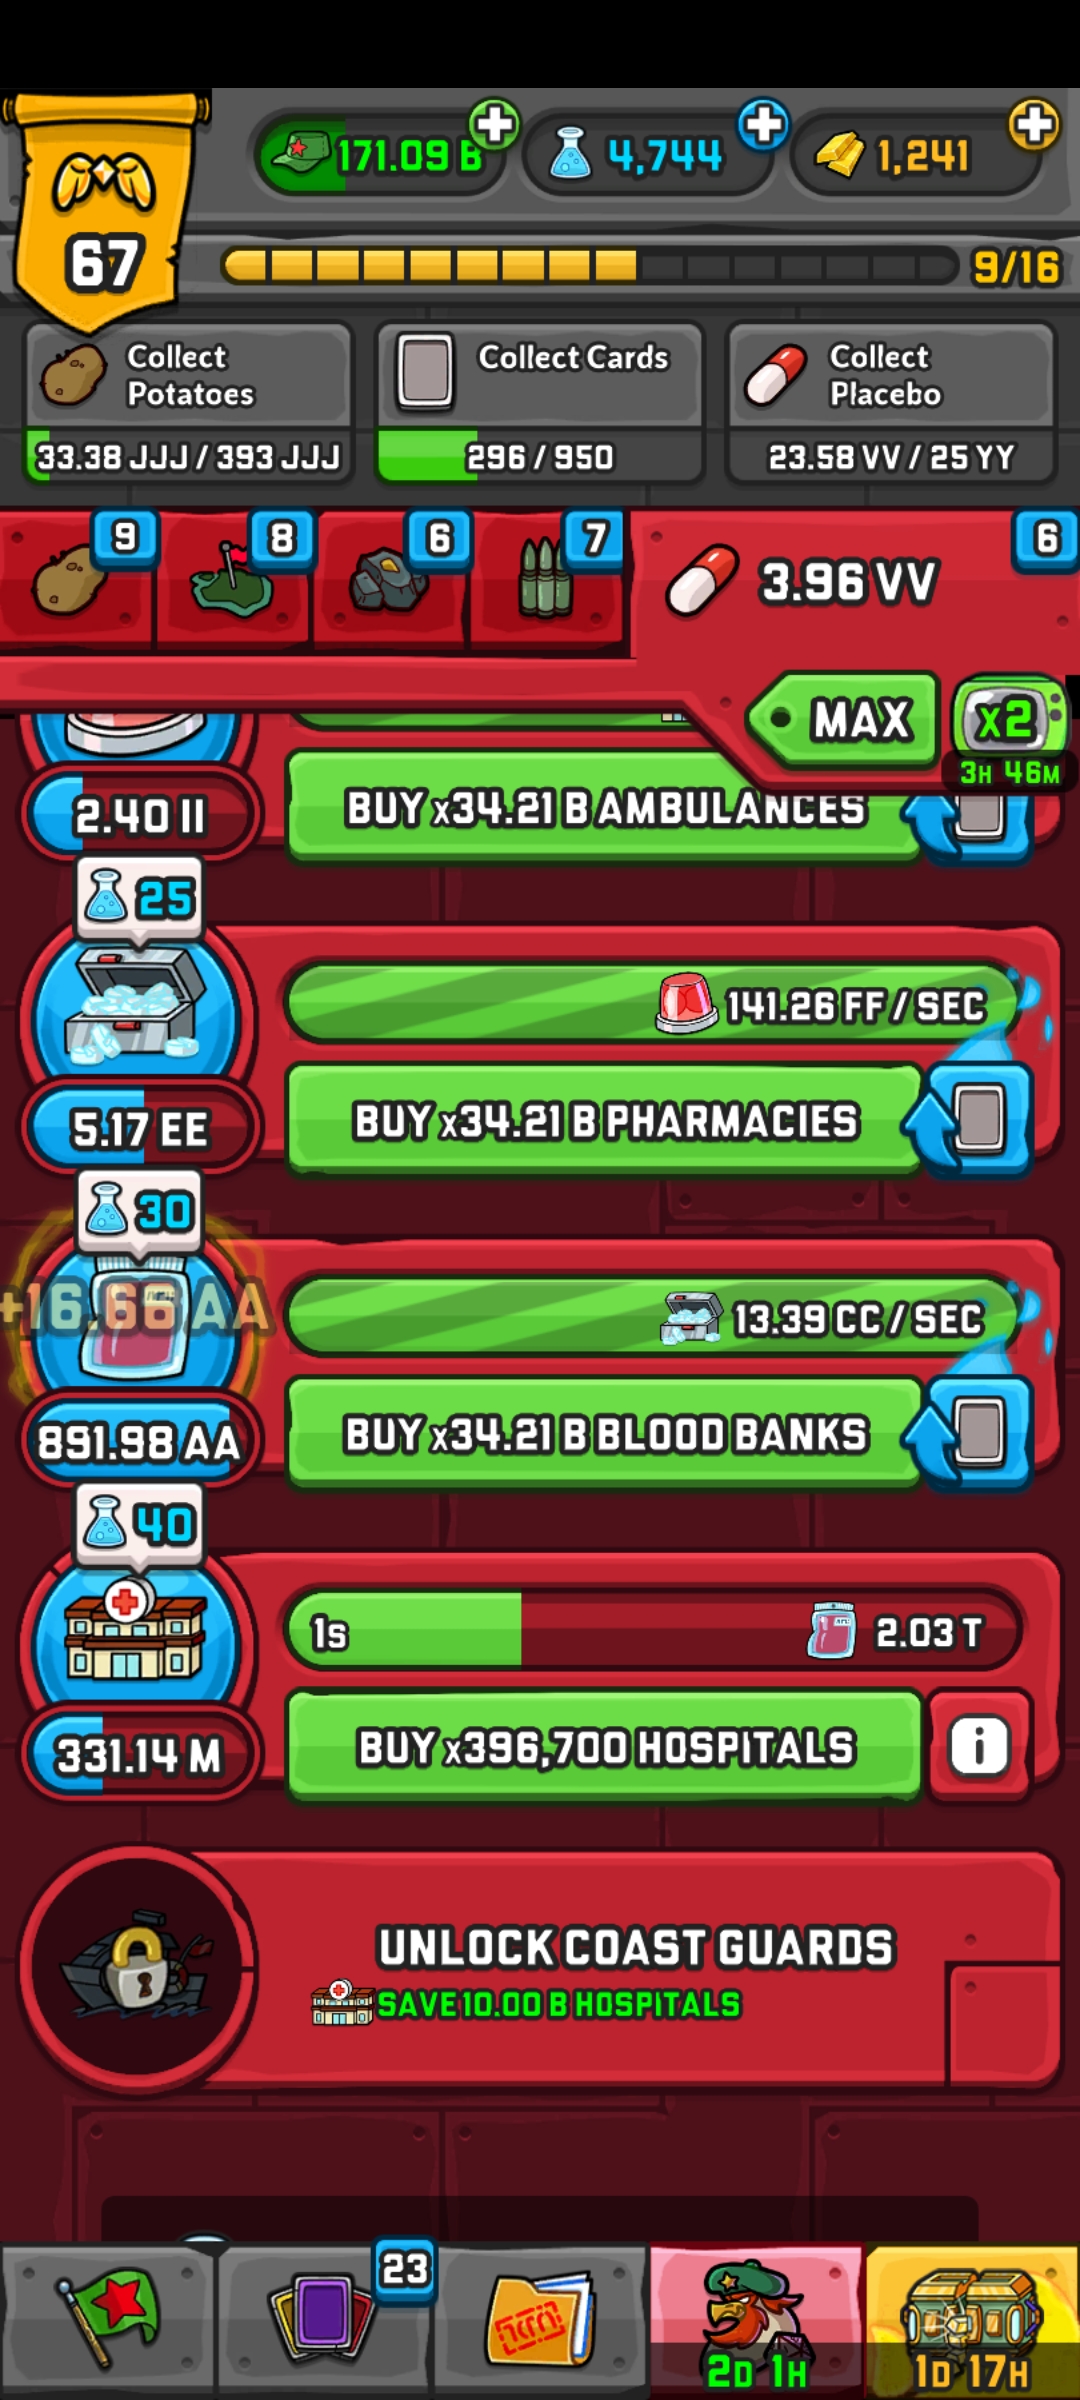 171.09 B
4,744
1,241
67
9/16
Collect
Potatoes
33.38 JJJ / 393 JJJ
Collect Cards
296 / 950
Collect
Placebo
23.58 VV / 25 YY
9
8
6
7
3.96 VV
6
MAX
x2
3H 46M
2.40 II
BUY x34.21 B AMBULANCES
25
141.26 FF / SEC
5.17 EE
BUY x34.21 B PHARMACIES
30
+16.66 AA
13.39 CC / SEC
891.98 AA
BUY x34.21 B BLOOD BANKS
40
1s
2.03 T
331.14 M
BUY x396,700 HOSPITALS
i
UNLOCK COAST GUARDS
SAVE 10.00 B HOSPITALS
23
2D 1H
1D 17H